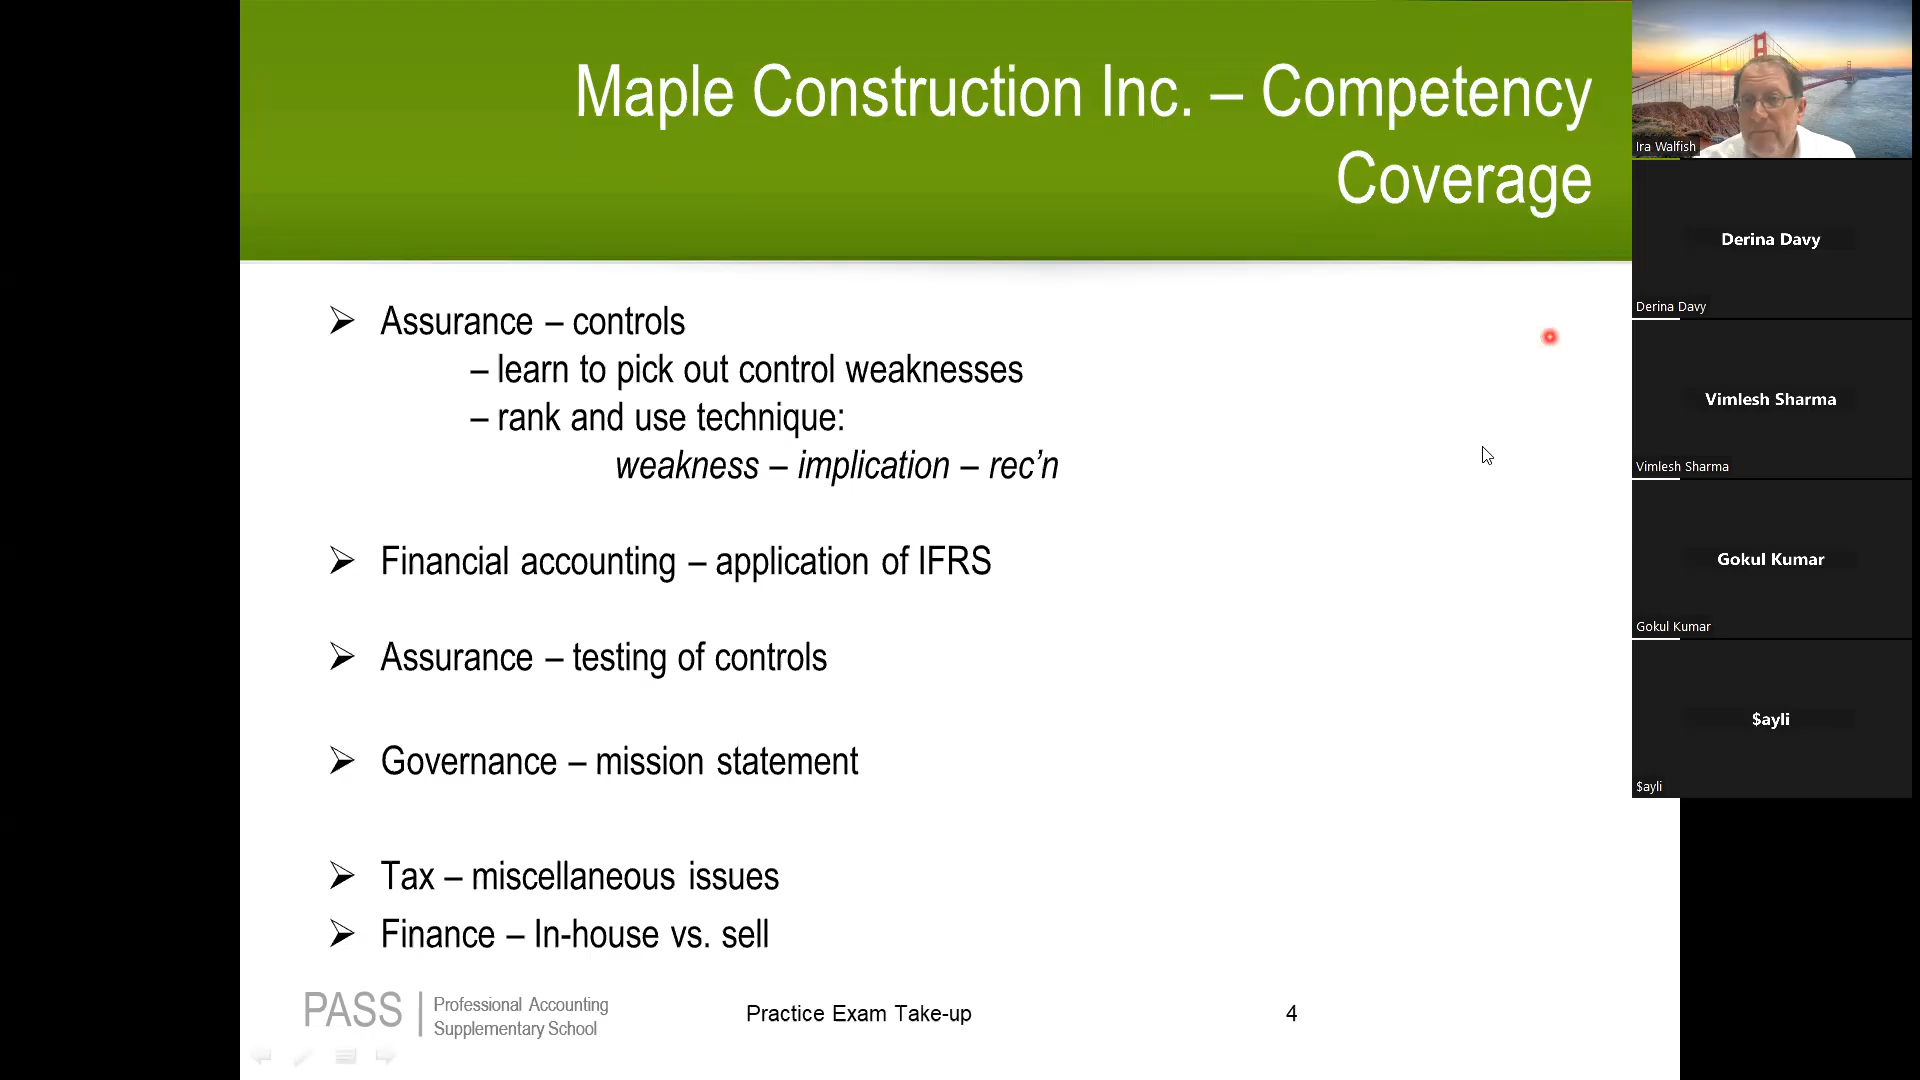 Maple Construction Inc. – Competency
Coverage
➢ Assurance – controls
– learn to pick out control weaknesses
– rank and use technique:
weakness – implication – rec’n
➢ Financial accounting – application of IFRS
➢ Assurance – testing of controls
➢ Governance – mission statement
➢ Tax – miscellaneous issues
➢ Finance – In-house vs. sell
PASS
Professional Accounting
Supplementary School
Practice Exam Take-up
4
Ira Walfish
Derina Davy
Derina Davy
Vimlesh Sharma
Vimlesh Sharma
Gokul Kumar
Gokul Kumar
$ayli
$ayli